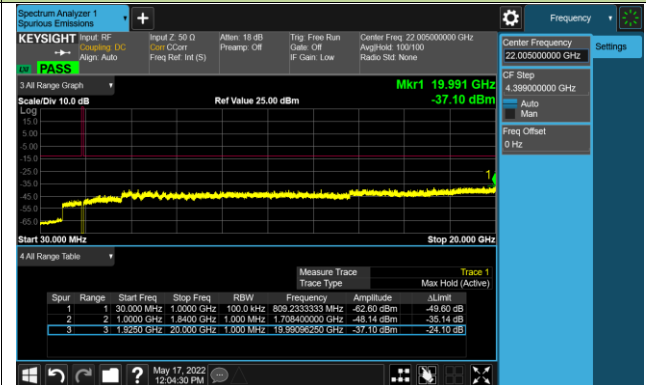 Spectrum Analyzer 1
Spurious Emissions
Frequency
KEYSIGHT
Input: RF
Coupling: DC
Align: Auto
Input Z: 50 Ω
Corr CCorr
Freq Ref: Int (S)
Atten: 18 dB
Preamp: Off
Trig: Free Run
Gate: Off
IF Gain: Low
Center Freq: 22.005000000 GHz
Avg|Hold: 100/100
Radio Std: None
PASS
Center Frequency
22.005000000 GHz
Settings
CF Step
4.399000000 GHz
Auto
Man
Freq Offset
0 Hz
3 All Range Graph
Mkr1 19.991 GHz
Scale/Div 10.0 dB
Ref Value 25.00 dBm
-37.10 dBm
Log
15.0
5.00
-5.00
-15.0
-25.0
-35.0
-45.0
-55.0
-65.0
1
Start 30.000 MHz
Stop 20.000 GHz
4 All Range Table
Measure Trace Trace 1
Trace Type Max Hold (Active)
Spur Range Start Freq Stop Freq RBW Frequency Amplitude ΔLimit
1 1 30.000 MHz 1.0000 GHz 100.0 kHz 809.2333333 MHz -62.60 dBm -49.60 dB
2 2 1.0000 GHz 1.8400 GHz 1.000 MHz 1.708400000 GHz -48.14 dBm -35.14 dB
3 3 1.9250 GHz 20.000 GHz 1.000 MHz 19.99096250 GHz -37.10 dBm -24.10 dB
?
May 17, 2022
12:04:30 PM